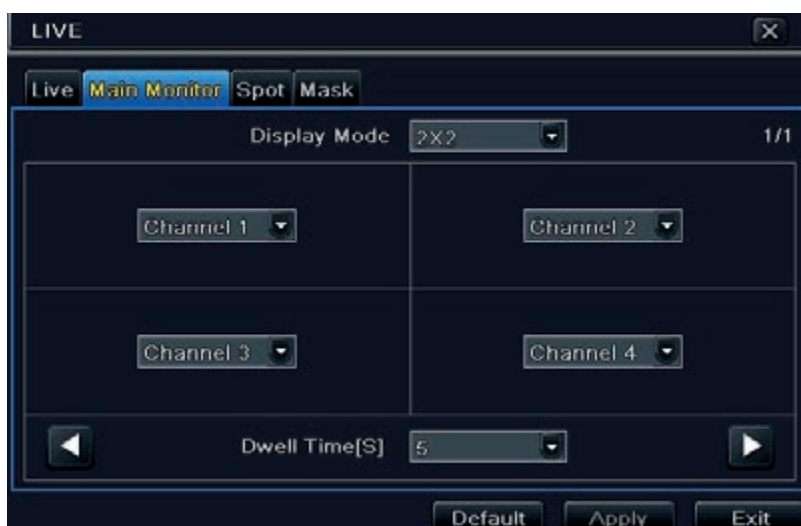 LIVE
Live Main Monitor Spot Mask
Display Mode 2X2 1/1
Channel 1 Channel 2
Channel 3 Channel 4
Dwell Time[S] 5
Default Apply Exit